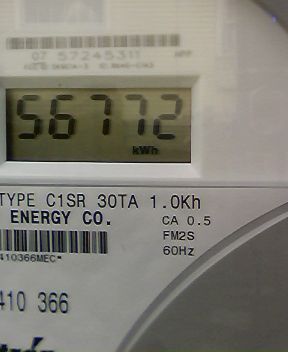 07 57245311 APP
56772
kWh
TYPE C1SR 30TA 1.0Kh
ENERGY CO. CA 0.5
FM2S
410366MEC* 60Hz
410 366